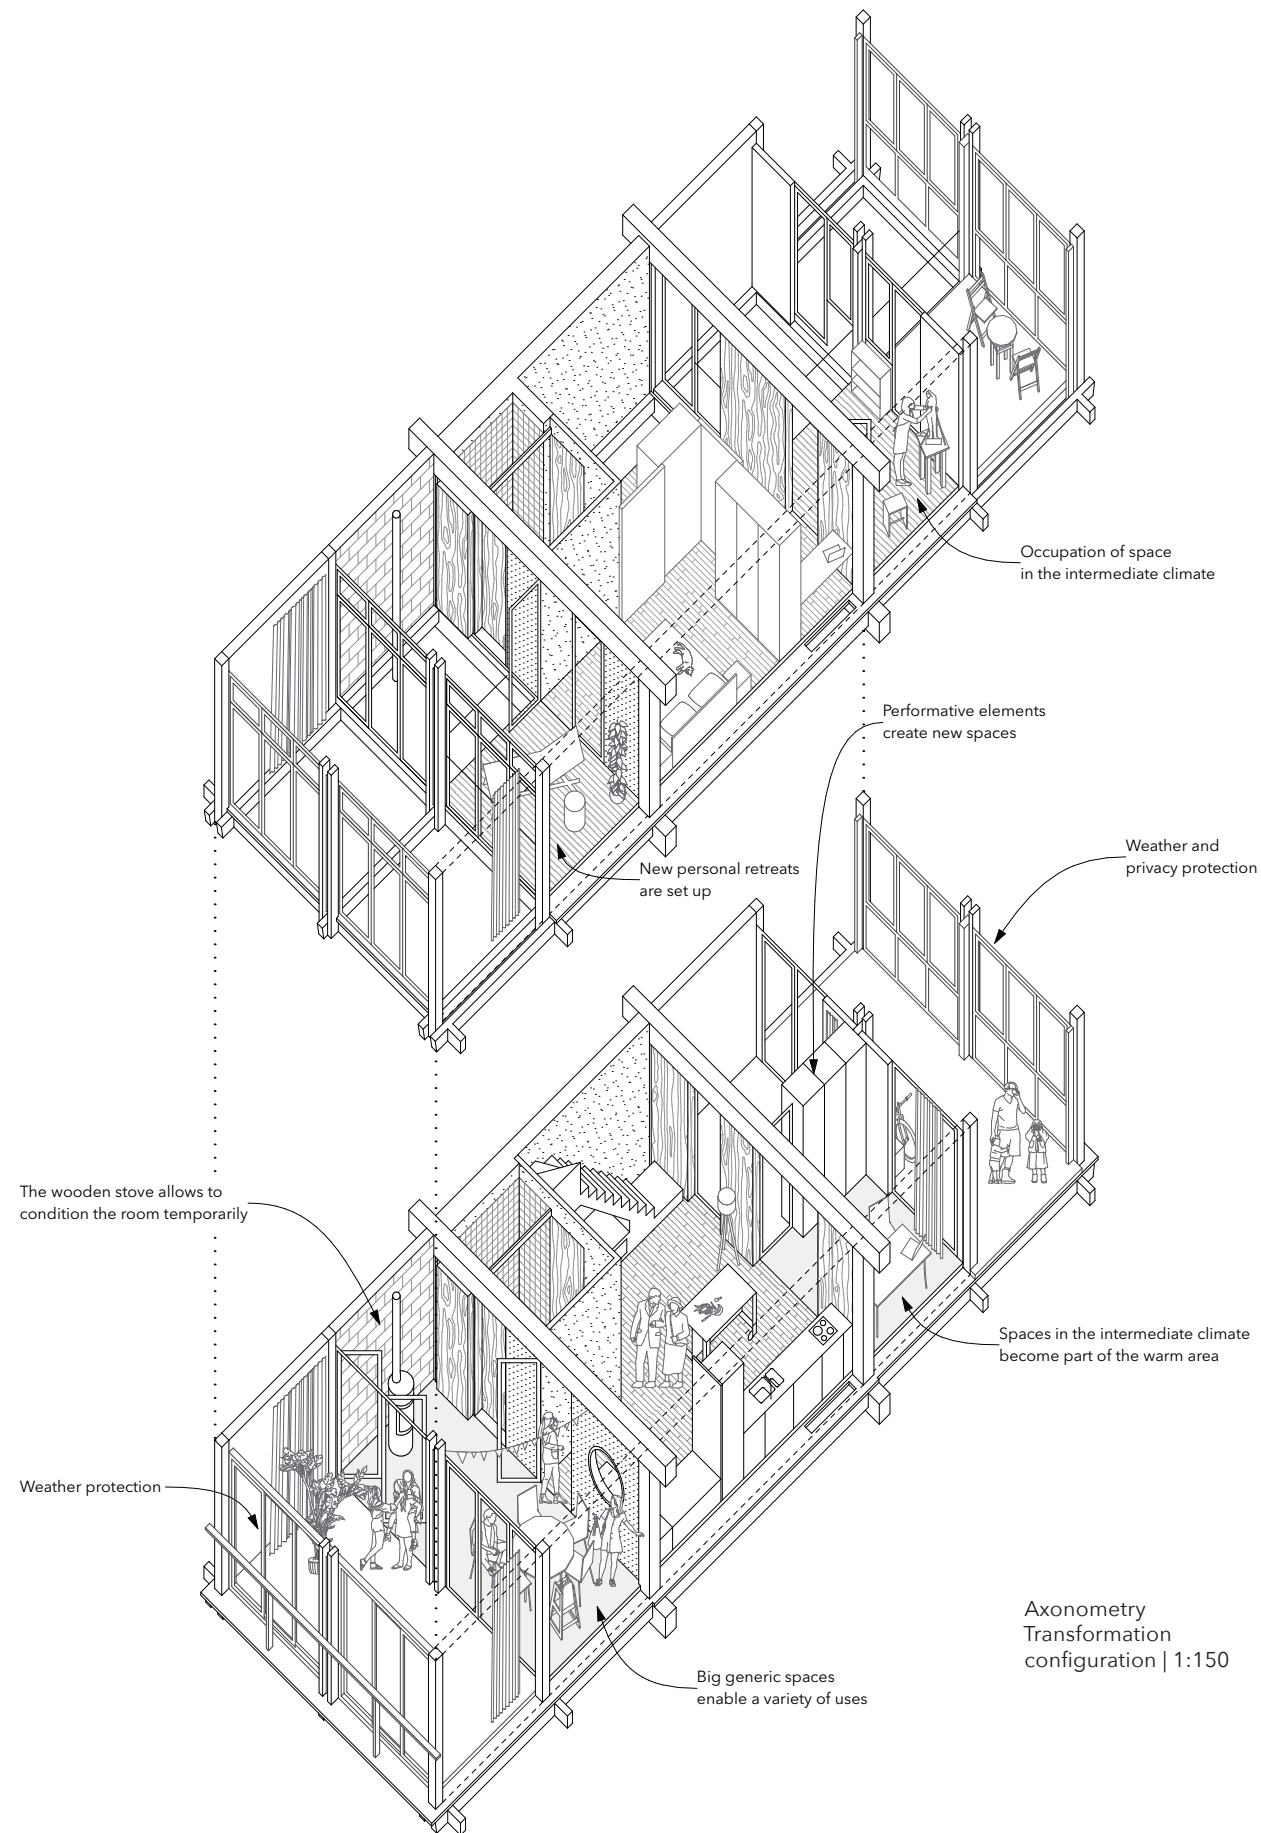 Occupation of space
in the intermediate climate
Performative elements
create new spaces
Weather and
privacy protection
New personal retreats
are set up
The wooden stove allows to
condition the room temporarily
Spaces in the intermediate climate
become part of the warm area
Weather protection
Big generic spaces
enable a variety of uses
Axonometry
Transformation
configuration | 1:150